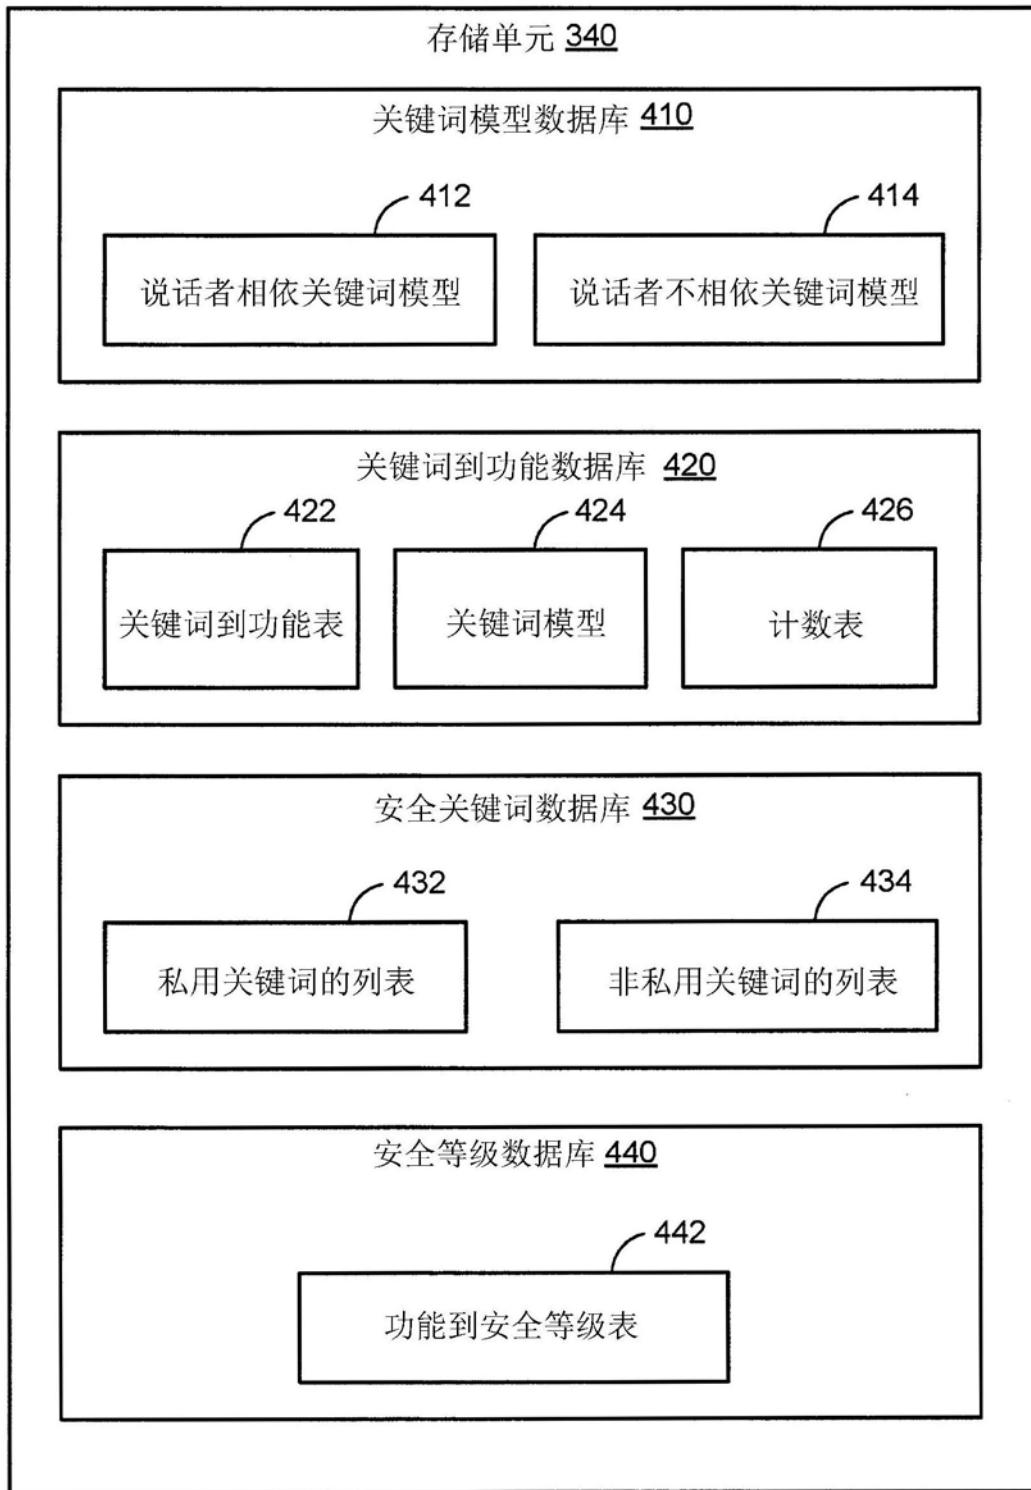 存储单元 340
关键词模型数据库 410
412
414
说话者相依关键词模型
说话者不相依关键词模型
关键词到功能数据库 420
422
424
426
关键词到功能表
关键词模型
计数表
安全关键词数据库 430
432
434
私用关键词的列表
非私用关键词的列表
安全等级数据库 440
442
功能到安全等级表